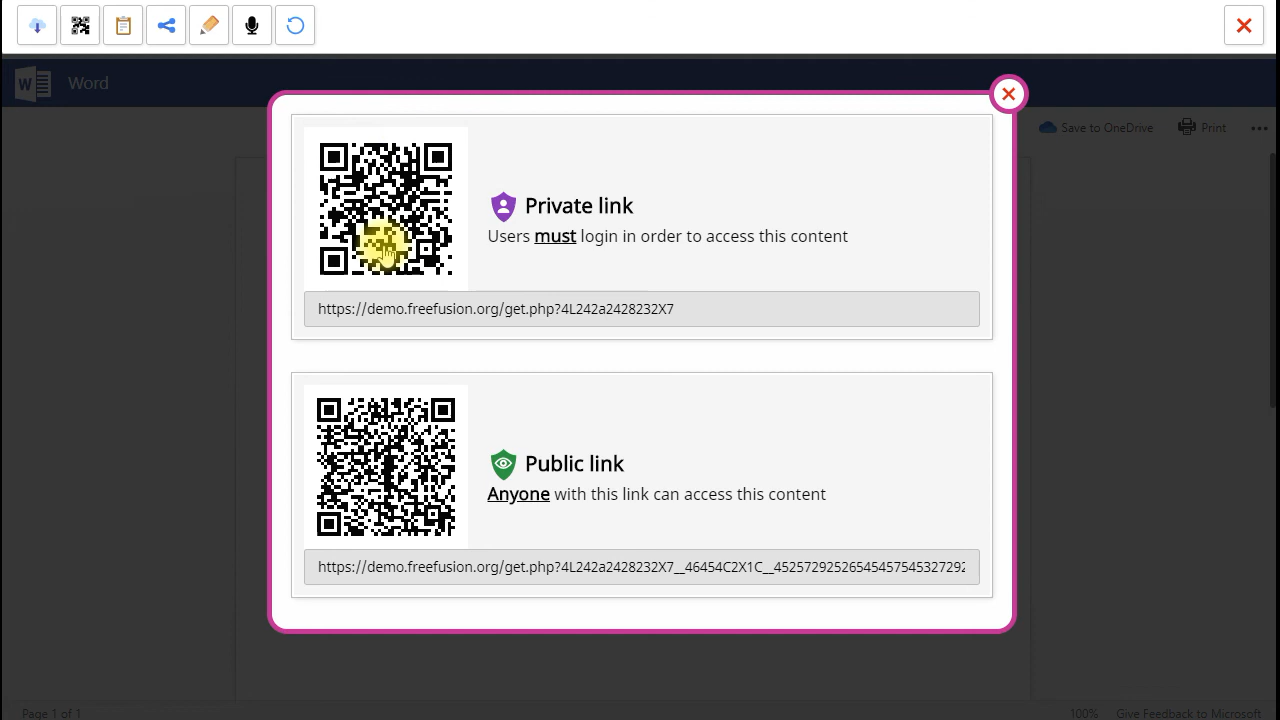 Word
Save to OneDrive Print
Private link
Users must login in order to access this content
https://demo.freefusion.org/get.php?4L242a2428232X7
Public link
Anyone with this link can access this content
https://demo.freefusion.org/get.php?4L242a2428232X7__46454C2X1C__4525729252654545754532729
Page 1 of 1 100% Give Feedback to Microsoft